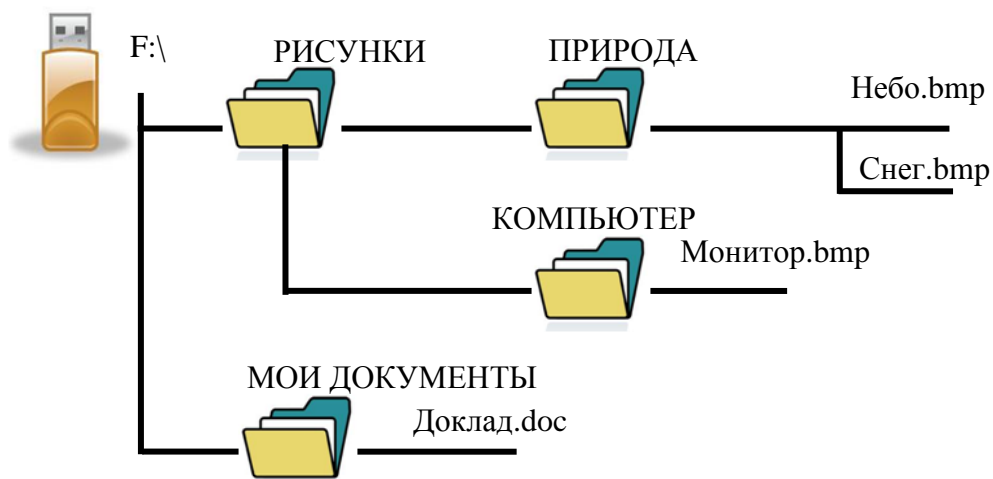 F:\
РИСУНКИ
ПРИРОДА
Небо.bmp
Снег.bmp
КОМПЬЮТЕР
Монитор.bmp
МОИ ДОКУМЕНТЫ
Доклад.doc